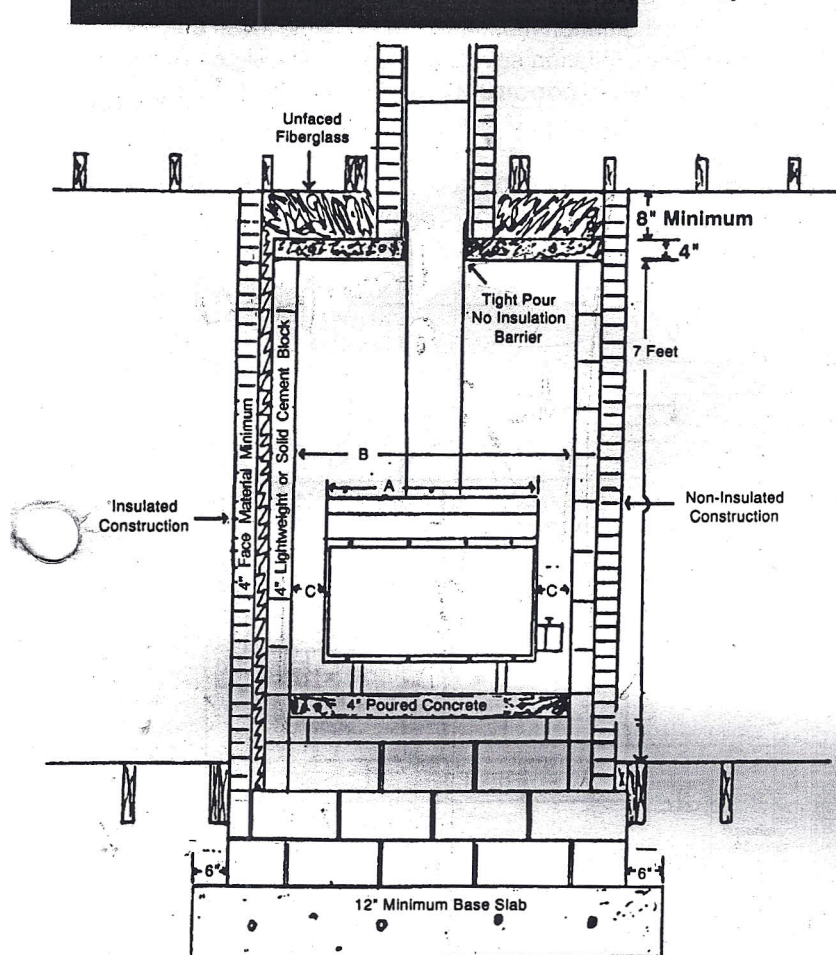 Unfaced
Fiberglass
8" Minimum
4"
Tight Pour
No Insulation
Barrier
7 Feet
4" Face Material Minimum
4" Lightweight or Solid Cement Block
B
A
Insulated
Construction
Non-Insulated
Construction
C
C
4" Poured Concrete
6"
6"
12" Minimum Base Slab